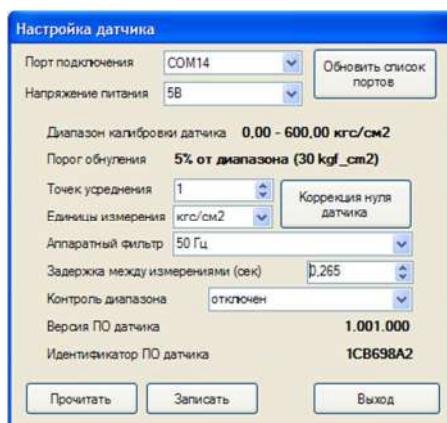 Настройка датчика
Порт подключения COM14 Обновить список портов
Напряжение питания 5В
Диапазон калибровки датчика 0,00 - 600,00 кгс/см2
Порог обнуления 5% от диапазона (30 kgf_cm2)
Точек усреднения 1 Коррекция нуля датчика
Единицы измерения кгс/см2
Аппаратный фильтр 50 Гц
Задержка между измерениями (сек) 0,265
Контроль диапазона отключен
Версия ПО датчика 1.001.000
Идентификатор ПО датчика 1CB698A2
Прочитать Записать Выход